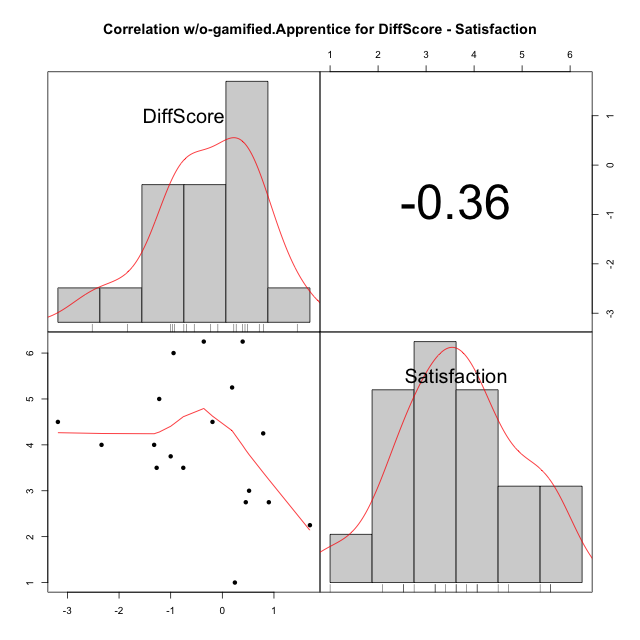 Correlation w/o-gamified.Apprentice for DiffScore - Satisfaction
1 2 3 4 5 6
DiffScore
-0.36
1
0
-1
-2
-3
Satisfaction
6
5
4
3
2
1
-3 -2 -1 0 1